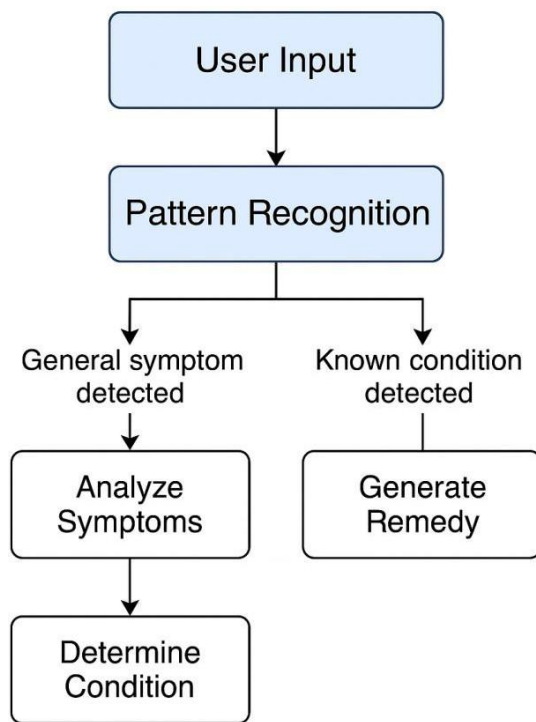 User Input
Pattern Recognition
General symptom
detected
Known condition
detected
Analyze
Symptoms
Generate
Remedy
Determine
Condition